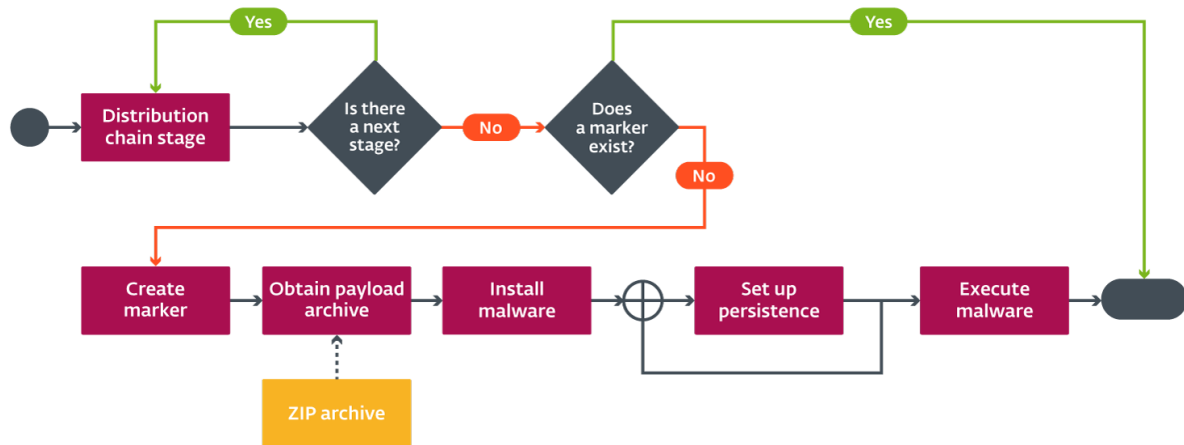 Yes
Yes
Distribution
chain stage
Is there
a next
stage?
No
Does
a marker
exist?
No
Create
marker
Obtain payload
archive
Install
malware
Set up
persistence
Execute
malware
ZIP archive